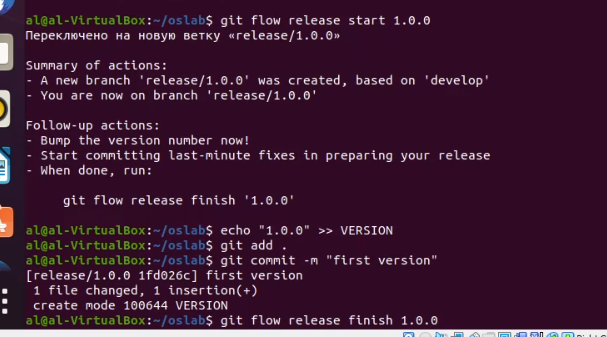 al@al-VirtualBox:~/oslab$ git flow release start 1.0.0
Переключено на новую ветку «release/1.0.0»
Summary of actions:
- A new branch 'release/1.0.0' was created, based on 'develop'
- You are now on branch 'release/1.0.0'
Follow-up actions:
- Bump the version number now!
- Start committing last-minute fixes in preparing your release
- When done, run:
git flow release finish '1.0.0'
al@al-VirtualBox:~/oslab$ echo "1.0.0" >> VERSION
al@al-VirtualBox:~/oslab$ git add .
al@al-VirtualBox:~/oslab$ git commit -m "first version"
[release/1.0.0 1fd026c] first version
1 file changed, 1 insertion(+)
create mode 100644 VERSION
al@al-VirtualBox:~/oslab$ git flow release finish 1.0.0